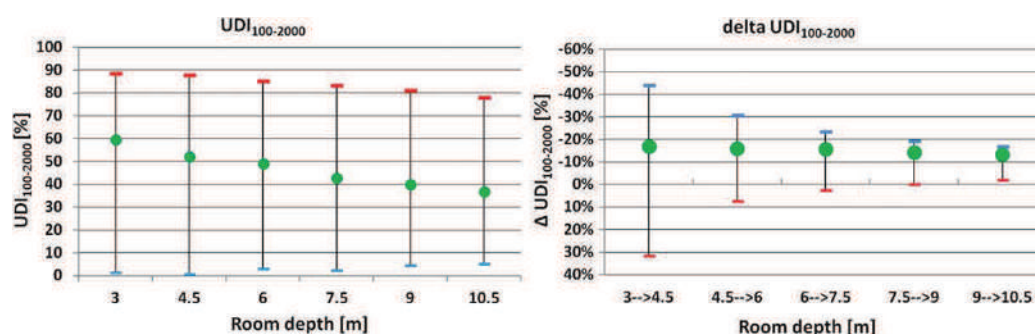 UDI100-2000
100
90
80
70
60
50
40
30
20
10
0
UDI100-2000 [%]
3 4.5 6 7.5 9 10.5
Room depth [m]
delta UDI100-2000
-60%
-50%
-40%
-30%
-20%
-10%
0%
10%
20%
30%
40%
Δ UDI100-2000 [%]
3-->4.5 4.5-->6 6-->7.5 7.5-->9 9-->10.5
Room depth [m]